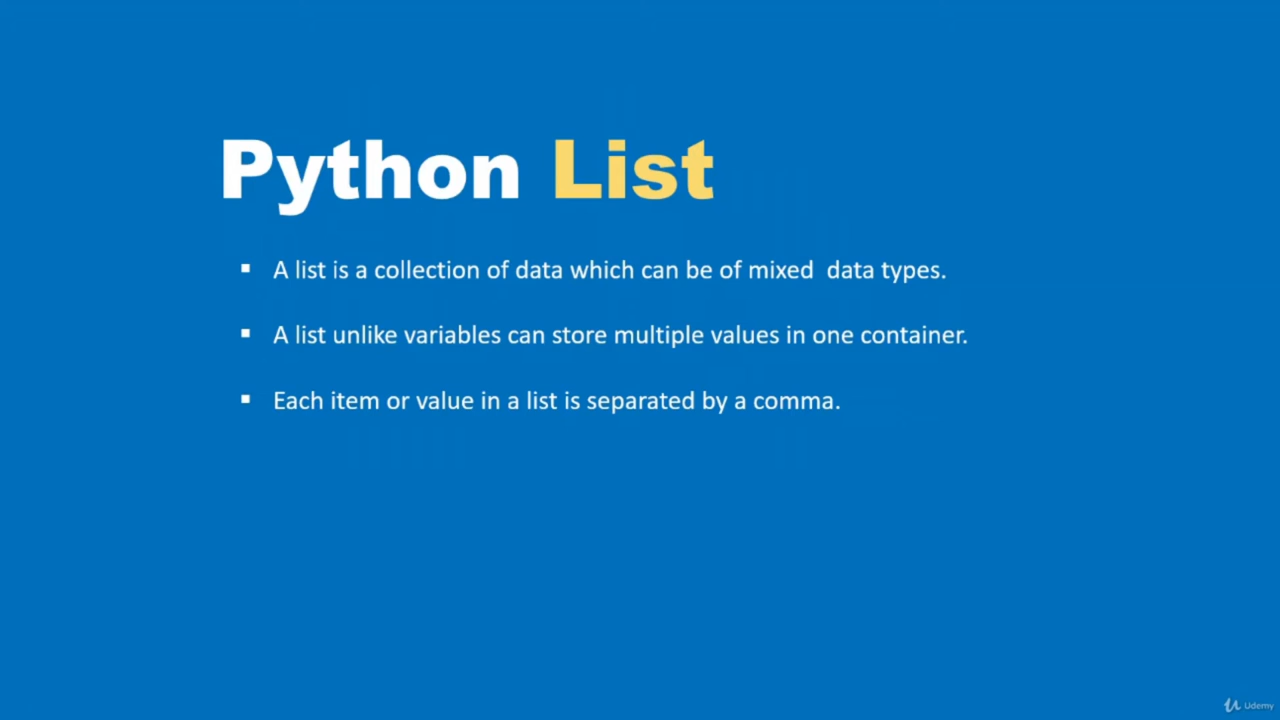 Python List
▪ A list is a collection of data which can be of mixed  data types.
▪ A list unlike variables can store multiple values in one container.
▪ Each item or value in a list is separated by a comma.
Udemy